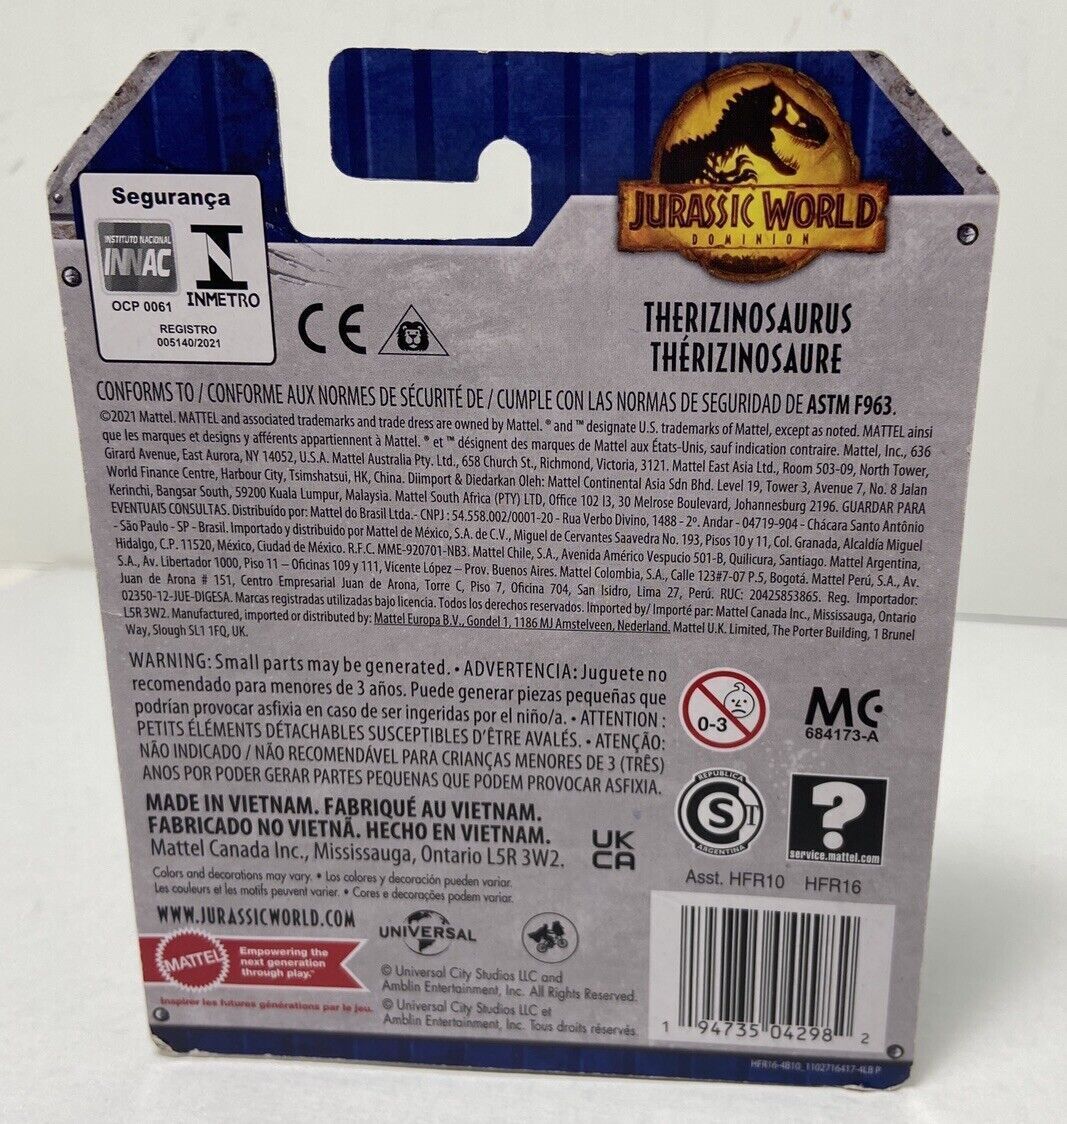 Segurança
INSTITUTO NACIONAL
INNAC
OCP 0061
INMETRO
REGISTRO
005140/2021
CE
JURASSIC WORLD
DOMINION
THERIZINOSAURUS
THÉRIZINOSAURE
CONFORMS TO / CONFORME AUX NORMES DE SÉCURITÉ DE / CUMPLE CON LAS NORMAS DE SEGURIDAD DE ASTM F963.
©2021 Mattel. MATTEL and associated trademarks and trade dress are owned by Mattel. ® and ™ designate U.S. trademarks of Mattel, except as noted. MATTEL ainsi
que les marques et designs y afférents appartiennent à Mattel. ® et ™ désignent des marques de Mattel aux États-Unis, sauf indication contraire. Mattel, Inc., 636
Girard Avenue, East Aurora, NY 14052, U.S.A. Mattel Australia Pty. Ltd., 658 Church St., Richmond, Victoria, 3121. Mattel East Asia Ltd., Room 503-09, North Tower,
World Finance Centre, Harbour City, Tsimshatsui, HK, China. Diimport & Diedarkan Oleh: Mattel Continental Asia Sdn Bhd. Level 19, Tower 3, Avenue 7, No. 8 Jalan
Kerinchi, Bangsar South, 59200 Kuala Lumpur, Malaysia. Mattel South Africa (PTY) LTD, Office 102 I3, 30 Melrose Boulevard, Johannesburg 2196. GUARDAR PARA
EVENTUAIS CONSULTAS. Distribuído por: Mattel do Brasil Ltda.- CNPJ : 54.558.002/0001-20 - Rua Verbo Divino, 1488 - 2º. Andar - 04719-904 - Chácara Santo Antônio
- São Paulo - SP - Brasil. Importado y distribuido por Mattel de México, S.A. de C.V., Miguel de Cervantes Saavedra No. 193, Pisos 10 y 11, Col. Granada, Alcaldía Miguel
Hidalgo, C.P. 11520, México, Ciudad de México. R.F.C. MME-920701-NB3. Mattel Chile, S.A., Avenida Américo Vespucio 501-B, Quilicura, Santiago. Mattel Argentina,
S.A., Av. Libertador 1000, Piso 11 – Oficinas 109 y 111, Vicente López – Prov. Buenos Aires. Mattel Colombia, S.A., Calle 123#7-07 P.5, Bogotá. Mattel Perú, S.A., Av.
Juan de Arona # 151, Centro Empresarial Juan de Arona, Torre C, Piso 7, Oficina 704, San Isidro, Lima 27, Perú. RUC: 20425853865. Reg. Importador:
02350-12-JUE-DIGESA. Marcas registradas utilizadas bajo licencia. Todos los derechos reservados. Imported by/ Importé par: Mattel Canada Inc., Mississauga, Ontario
L5R 3W2. Manufactured, imported or distributed by: Mattel Europa B.V., Gondel 1, 1186 MJ Amstelveen, Nederland. Mattel U.K. Limited, The Porter Building, 1 Brunel
Way, Slough SL1 1FQ, UK.
WARNING: Small parts may be generated. • ADVERTENCIA: Juguete no
recomendado para menores de 3 años. Puede generar piezas pequeñas que
podrían provocar asfixia en caso de ser ingeridas por el niño/a. • ATTENTION :
PETITS ÉLÉMENTS DÉTACHABLES SUSCEPTIBLES D'ÊTRE AVALÉS. • ATENÇÃO:
NÃO INDICADO / NÃO RECOMENDÁVEL PARA CRIANÇAS MENORES DE 3 (TRÊS)
ANOS POR PODER GERAR PARTES PEQUENAS QUE PODEM PROVOCAR ASFIXIA.
0-3
MC
684173-A
MADE IN VIETNAM. FABRIQUÉ AU VIETNAM.
FABRICADO NO VIETNÃ. HECHO EN VIETNAM.
Mattel Canada Inc., Mississauga, Ontario L5R 3W2.
UK
CA
REPUBLICA
S
ARGENTINA
?
service.mattel.com
Asst. HFR10 HFR16
Colors and decorations may vary. • Los colores y decoración pueden variar.
Les couleurs et les motifs peuvent varier. • Cores e decorações podem variar.
WWW.JURASSICWORLD.COM
UNIVERSAL
MATTEL
Empowering the
next generation
through play.™
Inspirer les futures générations par le jeu.
© Universal City Studios LLC and
Amblin Entertainment, Inc. All Rights Reserved.
© Universal City Studios LLC et
Amblin Entertainment, Inc. Tous droits réservés.
1 94735 04298 2
HFR16-4B10_1102716417-4LB P